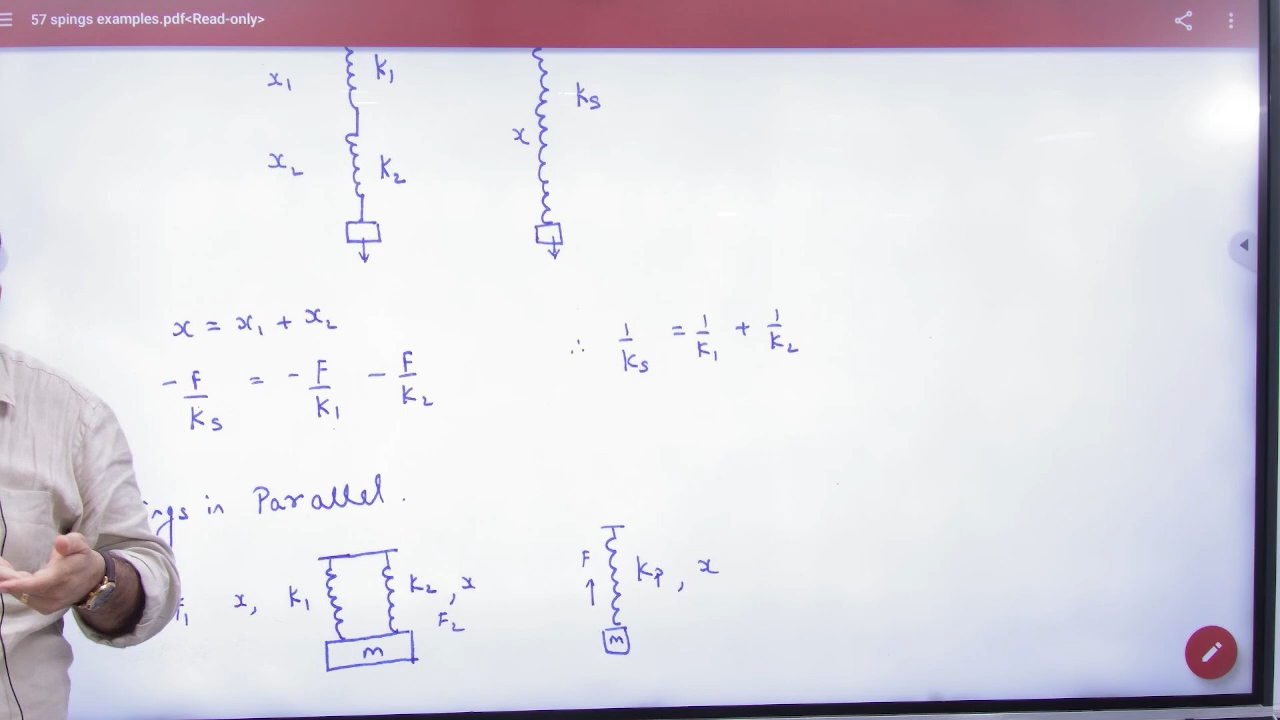 57 spings examples.pdf<Read-only>
x₁ K₁ Ks
x
x₂ K₂
x = x₁ + x₂
∴ 1/Ks = 1/K₁ + 1/K₂
- F/Ks = - F/K₁ - F/K₂
ngs in Parallel.
F₁ x, K₁ K₂, x F₂ m
F Kp, x m